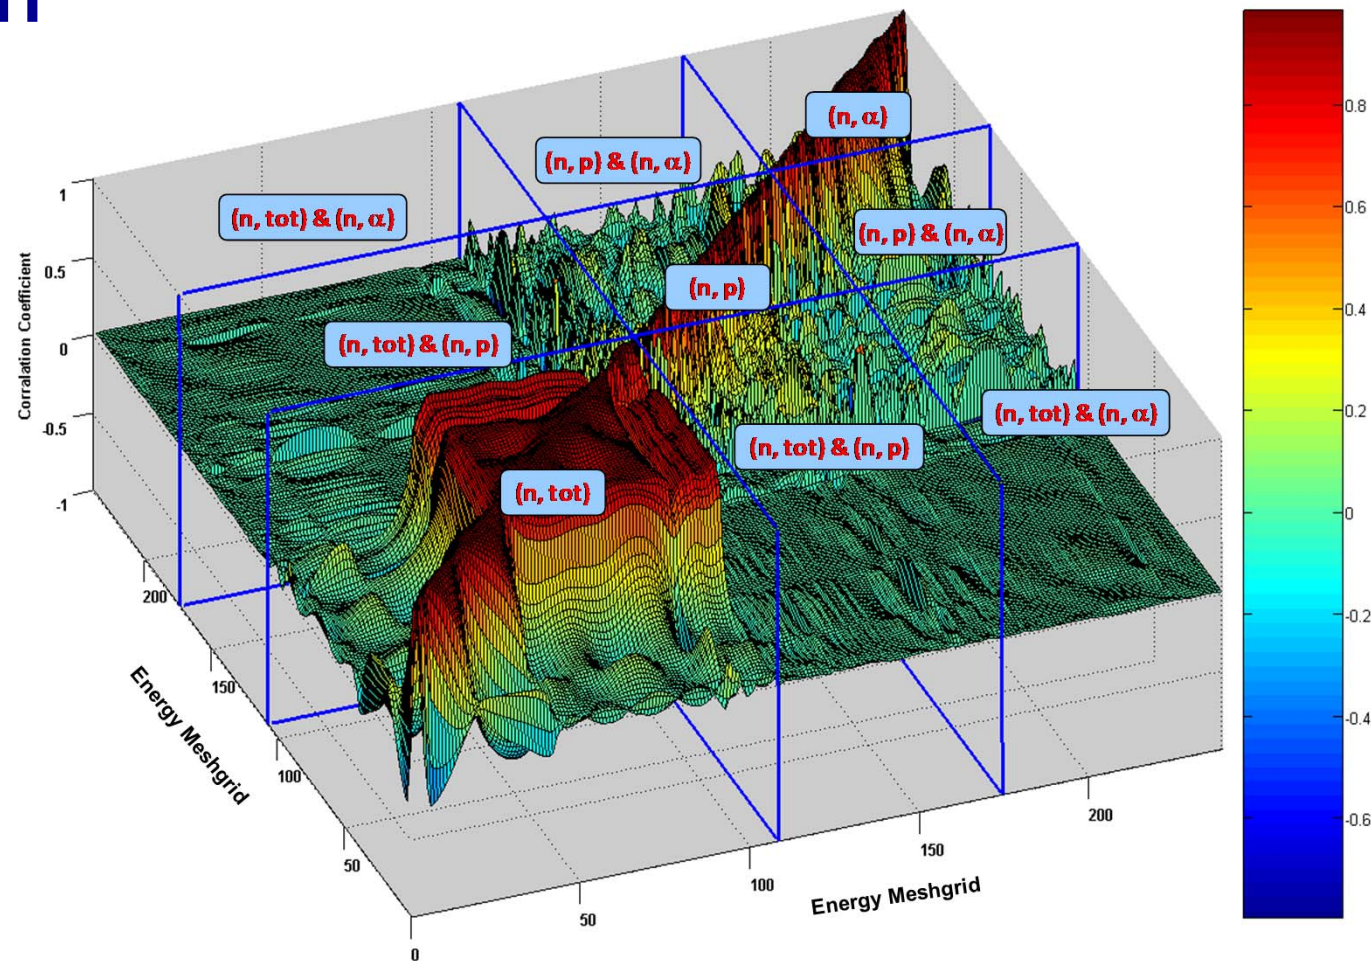 (n, α)
(n, p) & (n, α)
(n, tot) & (n, α)
(n, p) & (n, α)
(n, p)
(n, tot) & (n, p)
(n, tot) & (n, α)
(n, tot) & (n, p)
(n, tot)
Corralation Coefficient
1
0.5
0
-0.5
-1
Energy Meshgrid
200
150
100
50
0
Energy Meshgrid
50
100
150
200
0.8
0.6
0.4
0.2
0
-0.2
-0.4
-0.6